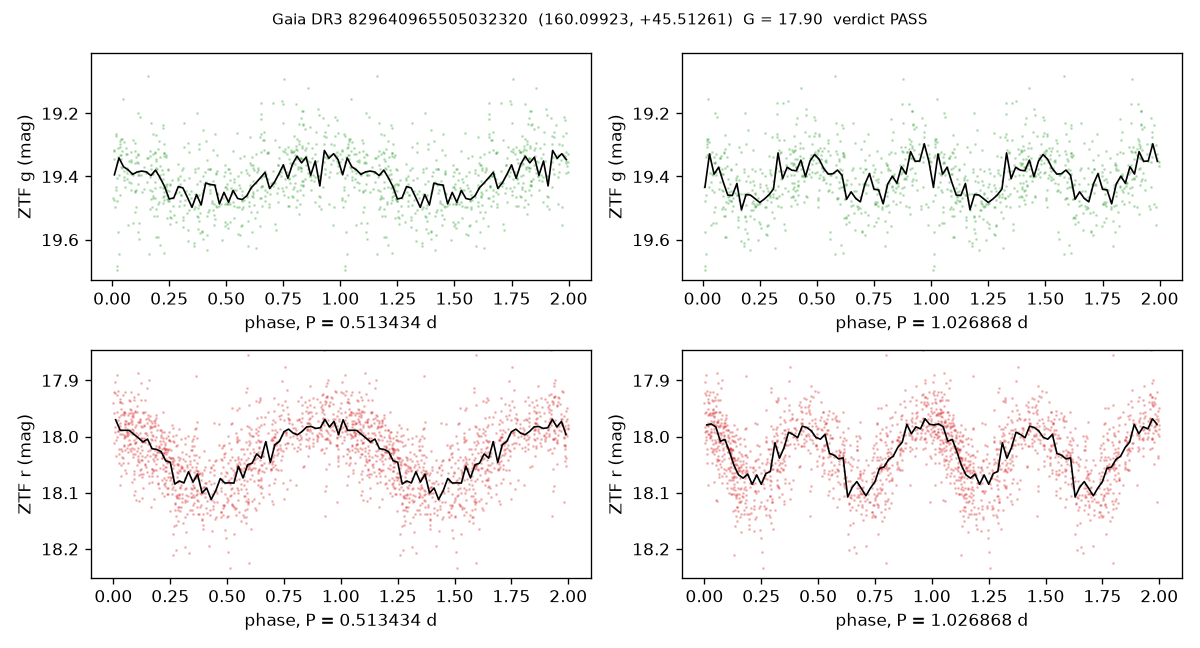 Gaia DR3 829640965505032320  (160.09923, +45.51261)  G = 17.90  verdict PASS
ZTF g (mag)
19.2
19.4
19.6
0.00 0.25 0.50 0.75 1.00 1.25 1.50 1.75 2.00
phase, P = 0.513434 d
ZTF g (mag)
19.2
19.4
19.6
0.00 0.25 0.50 0.75 1.00 1.25 1.50 1.75 2.00
phase, P = 1.026868 d
ZTF r (mag)
17.9
18.0
18.1
18.2
0.00 0.25 0.50 0.75 1.00 1.25 1.50 1.75 2.00
phase, P = 0.513434 d
ZTF r (mag)
17.9
18.0
18.1
18.2
0.00 0.25 0.50 0.75 1.00 1.25 1.50 1.75 2.00
phase, P = 1.026868 d